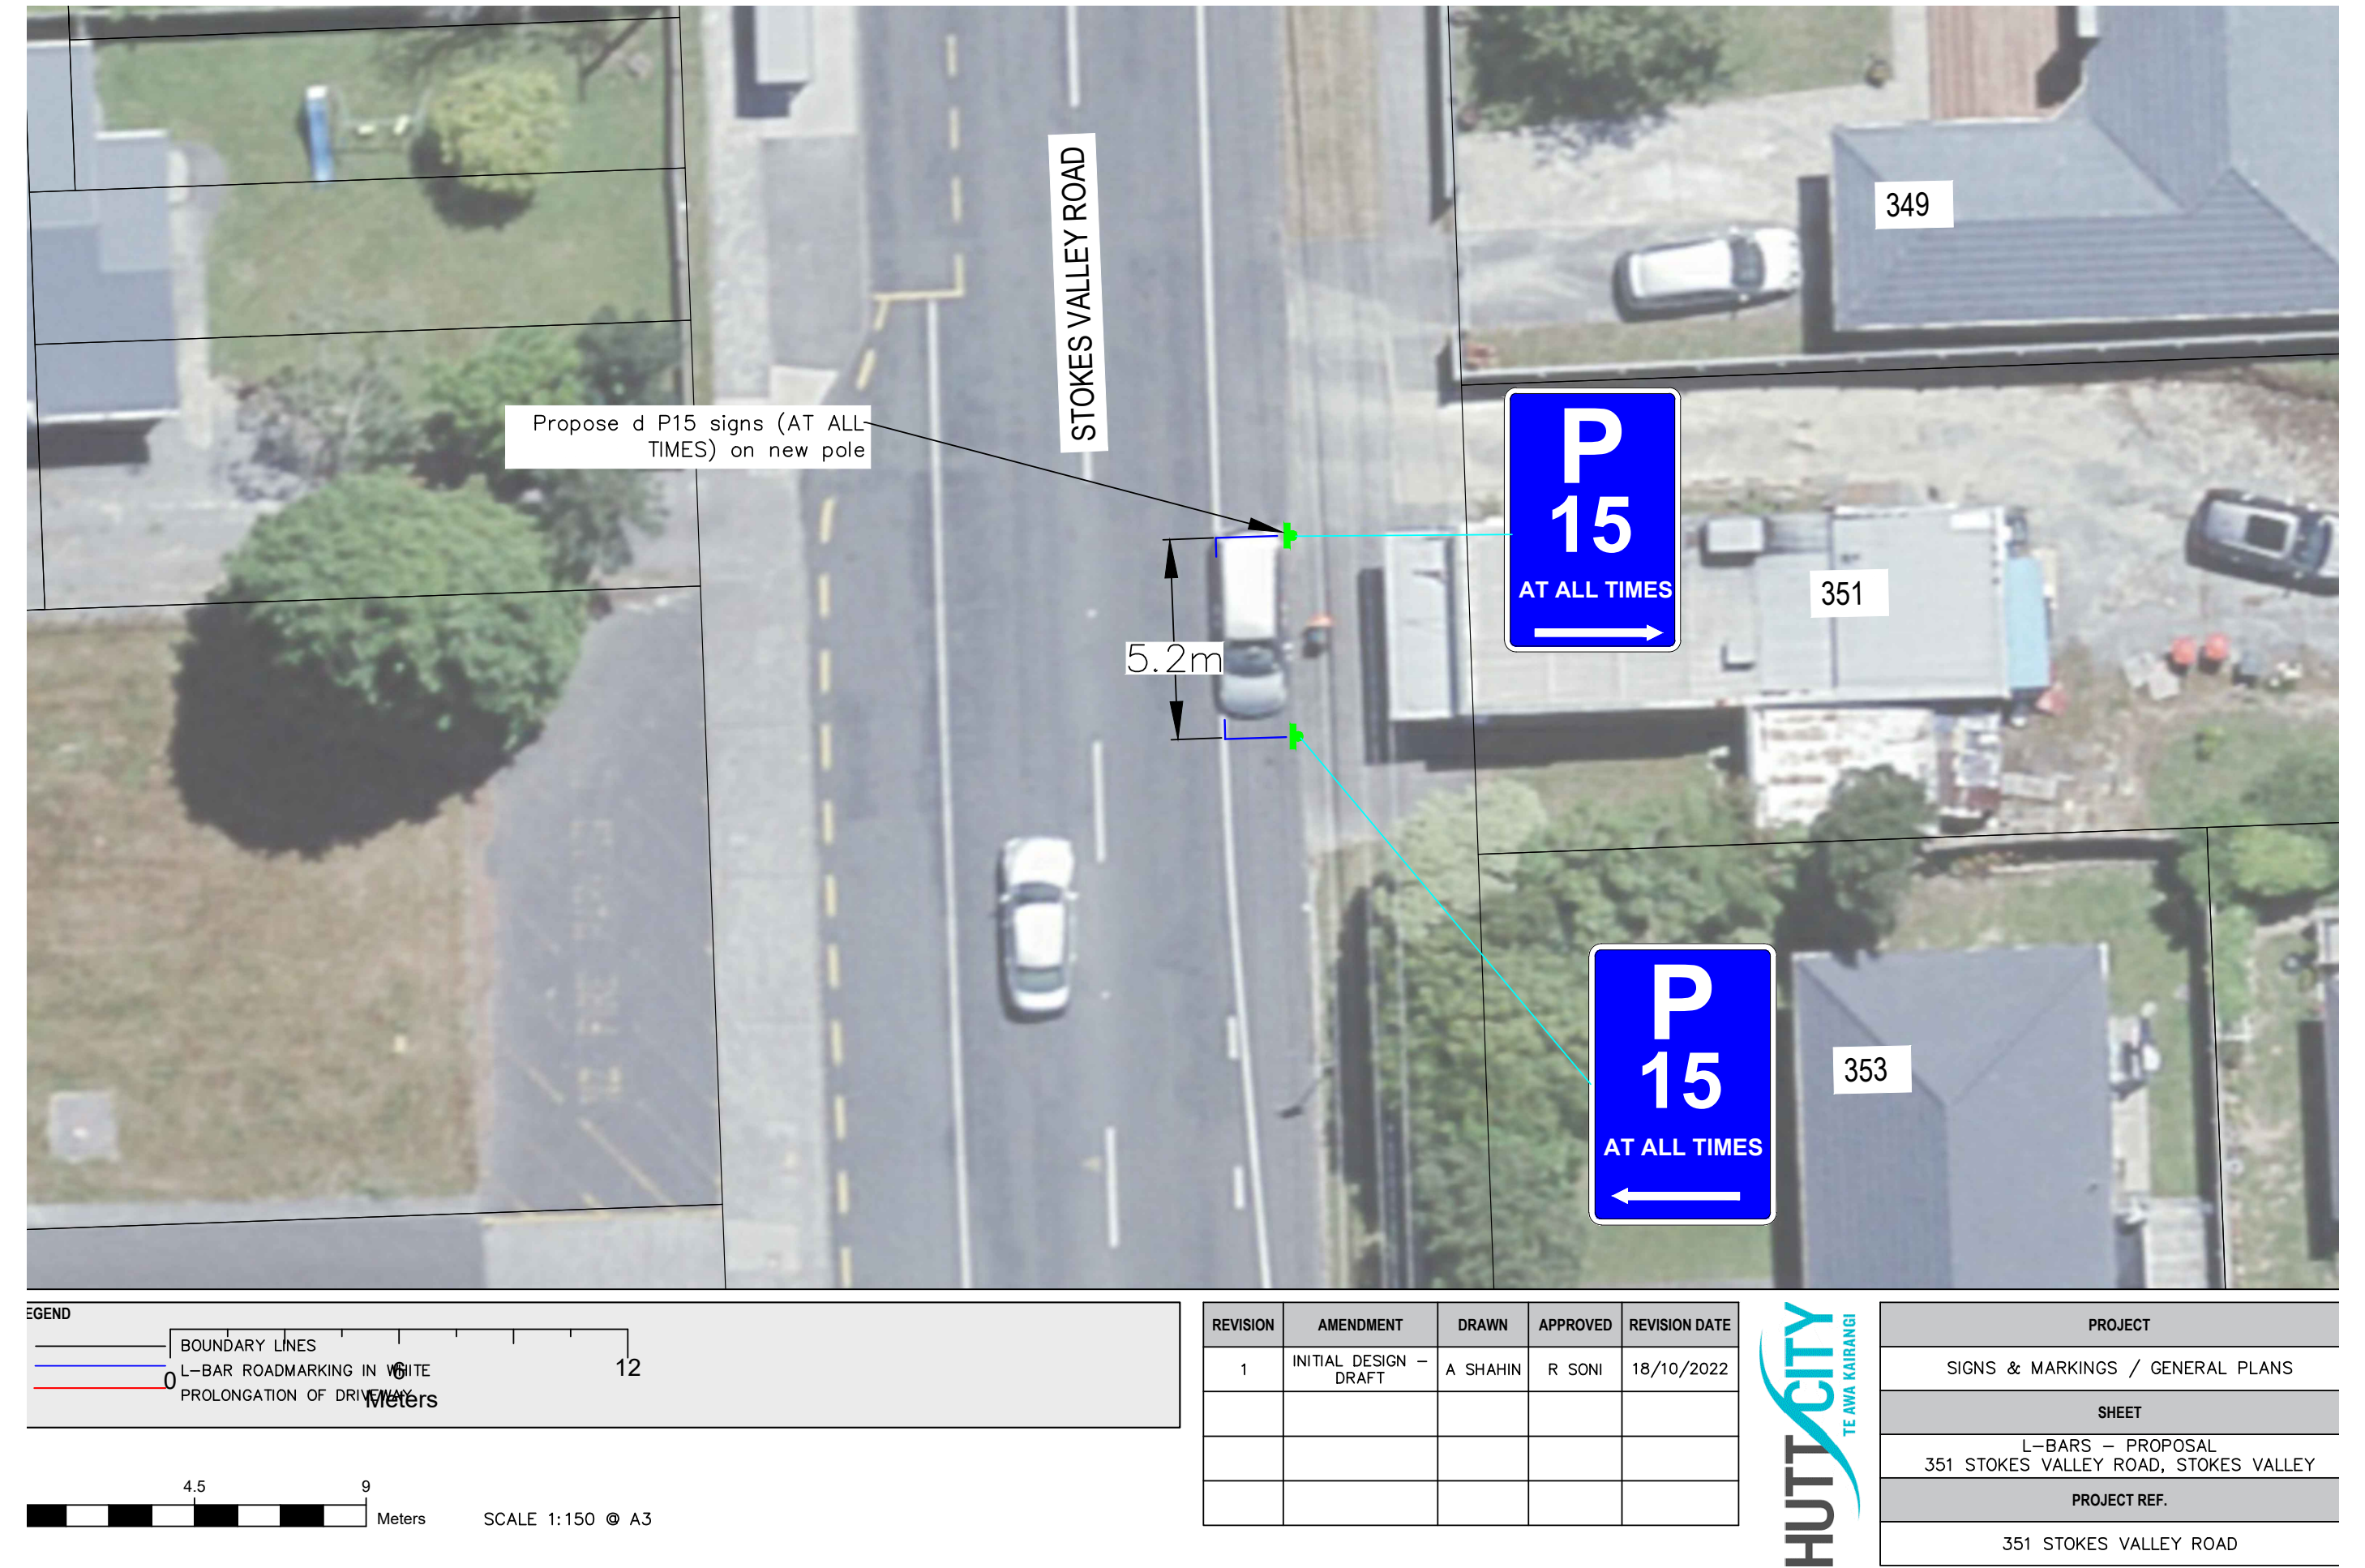 STOKES VALLEY ROAD
349
Propose d P15 signs (AT ALL
TIMES) on new pole
P
15
AT ALL TIMES
351
5.2m
P
15
AT ALL TIMES
353
EGEND
BOUNDARY LINES
L-BAR ROADMARKING IN WHITE
PROLONGATION OF DRIVEWAY
0
6
12
Meters
4.5
9
Meters
SCALE 1:150 @ A3
REVISION AMENDMENT DRAWN APPROVED REVISION DATE
1 INITIAL DESIGN - DRAFT A SHAHIN R SONI 18/10/2022
HUTT CITY
TE AWA KAIRANGI
PROJECT
SIGNS & MARKINGS / GENERAL PLANS
SHEET
L-BARS - PROPOSAL
351 STOKES VALLEY ROAD, STOKES VALLEY
PROJECT REF.
351 STOKES VALLEY ROAD